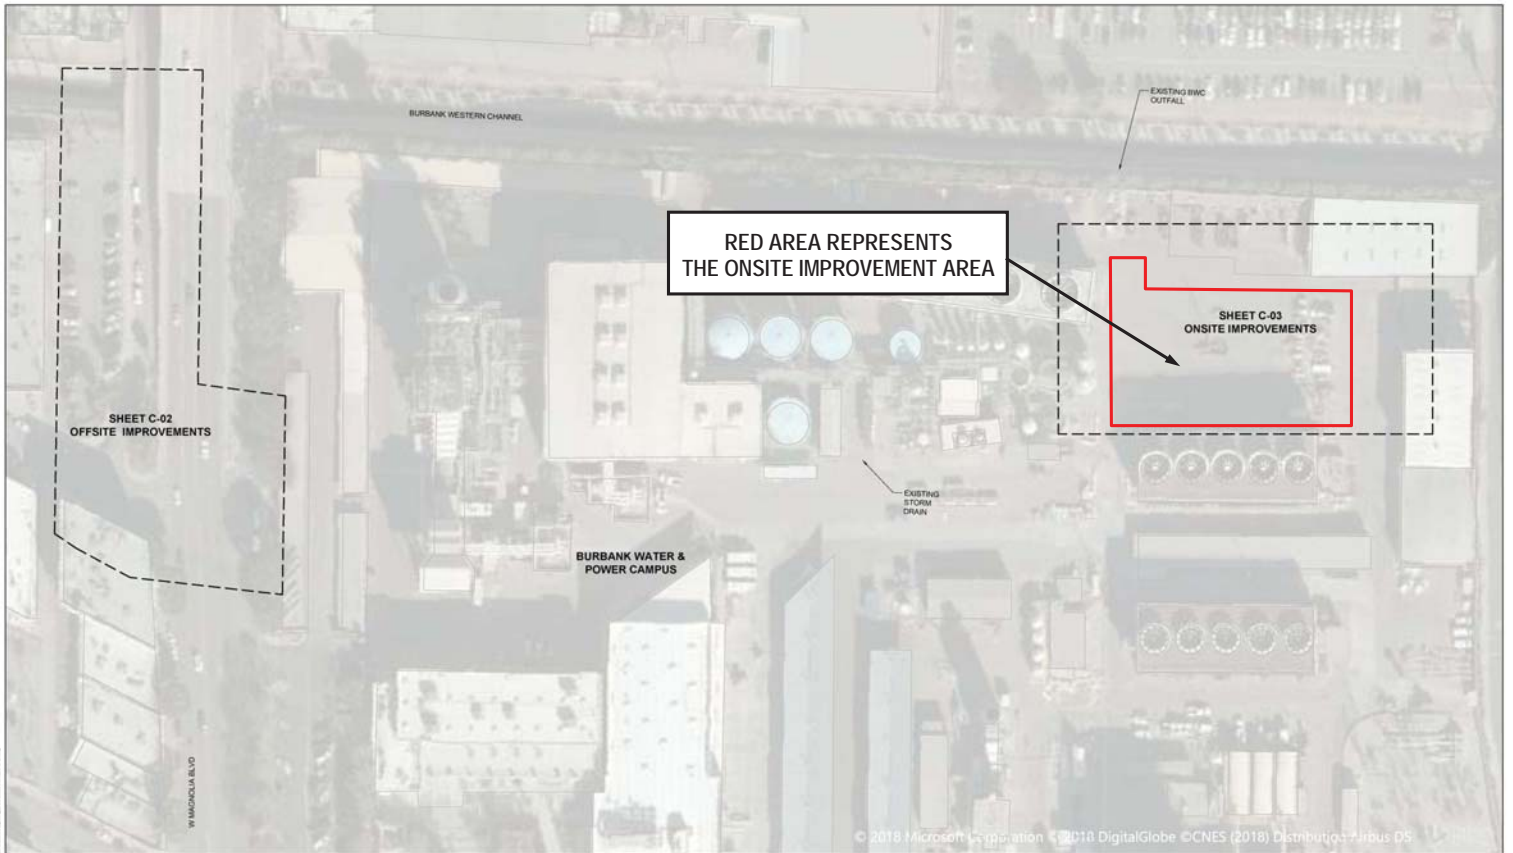 EXISTING BWC
OUTFALL
BURBANK WESTERN CHANNEL
RED AREA REPRESENTS
THE ONSITE IMPROVEMENT AREA
SHEET C-03
ONSITE IMPROVEMENTS
SHEET C-02
OFFSITE IMPROVEMENTS
EXISTING
STORM
DRAIN
BURBANK WATER &
POWER CAMPUS
W MAGNOLIA BLVD
© 2018 Microsoft Corporation © 2018 DigitalGlobe ©CNES (2018) Distribution Airbus DS